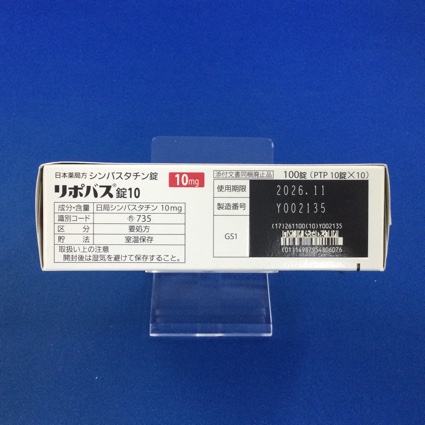 日本薬局方 シンバスタチン錠
リポバス®錠10
10mg
成分・含量 日局シンバスタチン 10mg
識別コード 735
区分 要処方
貯法 室温保存
取扱い上の注意
開封後は湿気を避けて保存すること。
添付文書同梱廃止品
100錠(PTP 10錠×10)
使用期限 2026.11
製造番号 Y002135
GS1
(17)261100(10)Y002135
(01)14987954806076